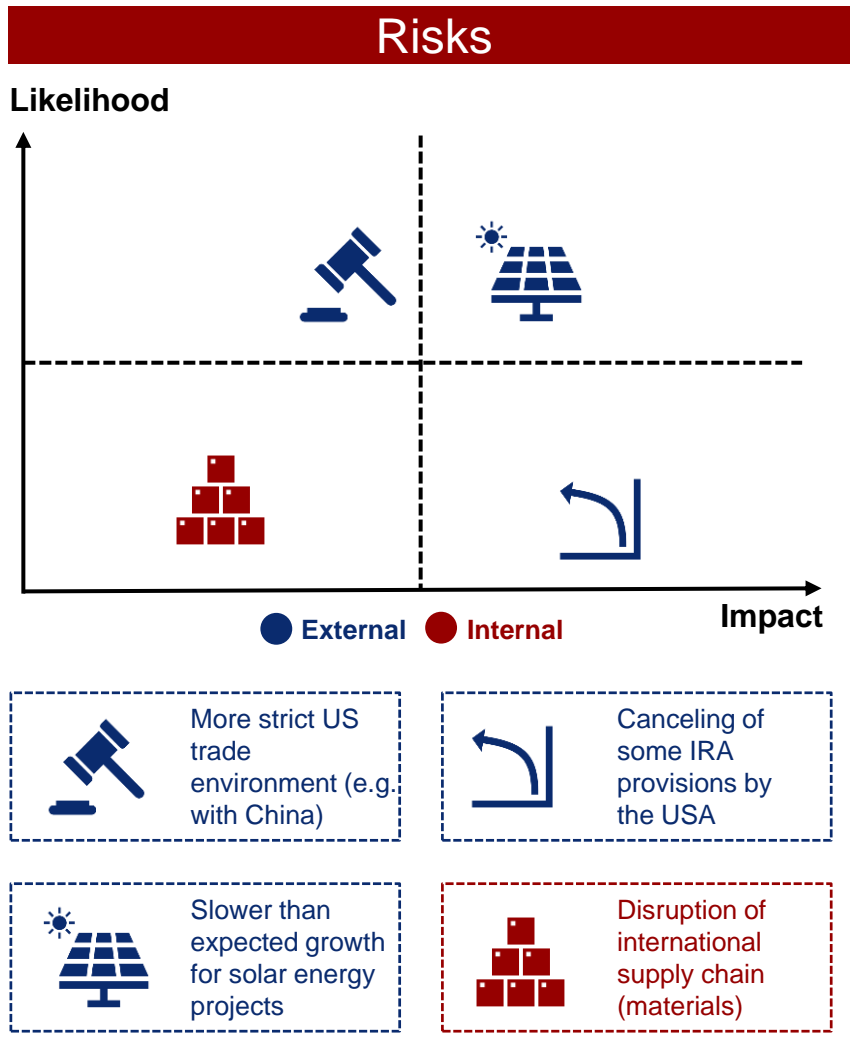 Risks
Likelihood
Impact
External
Internal
More strict US
trade
environment (e.g.
with China)
Canceling of
some IRA
provisions by
the USA
Slower than
expected growth
for solar energy
projects
Disruption of
international
supply chain
(materials)